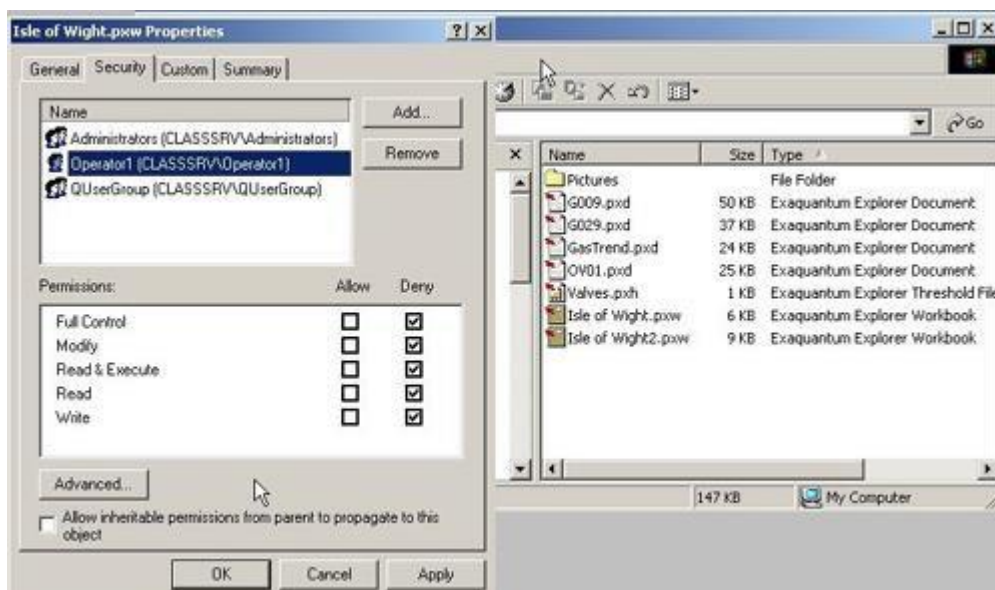 Isle of Wight.pxw Properties
General Security Custom Summary
Name
Administrators (CLASSSRV\Administrators)
Operator1 (CLASSSRV\Operator1)
QUserGroup (CLASSSRV\QUserGroup)
Add...
Remove
Permissions: Allow Deny
Full Control
Modify
Read & Execute
Read
Write
Advanced...
Allow inheritable permissions from parent to propagate to this
object
OK Cancel Apply
Go
Name Size Type
Pictures File Folder
G009.pxd 50 KB Exaquantum Explorer Document
G029.pxd 37 KB Exaquantum Explorer Document
GasTrend.pxd 24 KB Exaquantum Explorer Document
OV01.pxd 25 KB Exaquantum Explorer Document
Valves.pxh 1 KB Exaquantum Explorer Threshold File
Isle of Wight.pxw 6 KB Exaquantum Explorer Workbook
Isle of Wight2.pxw 9 KB Exaquantum Explorer Workbook
147 KB My Computer